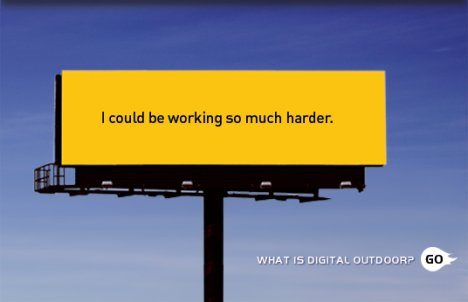 I could be working so much harder.
WHAT IS DIGITAL OUTDOOR? GO